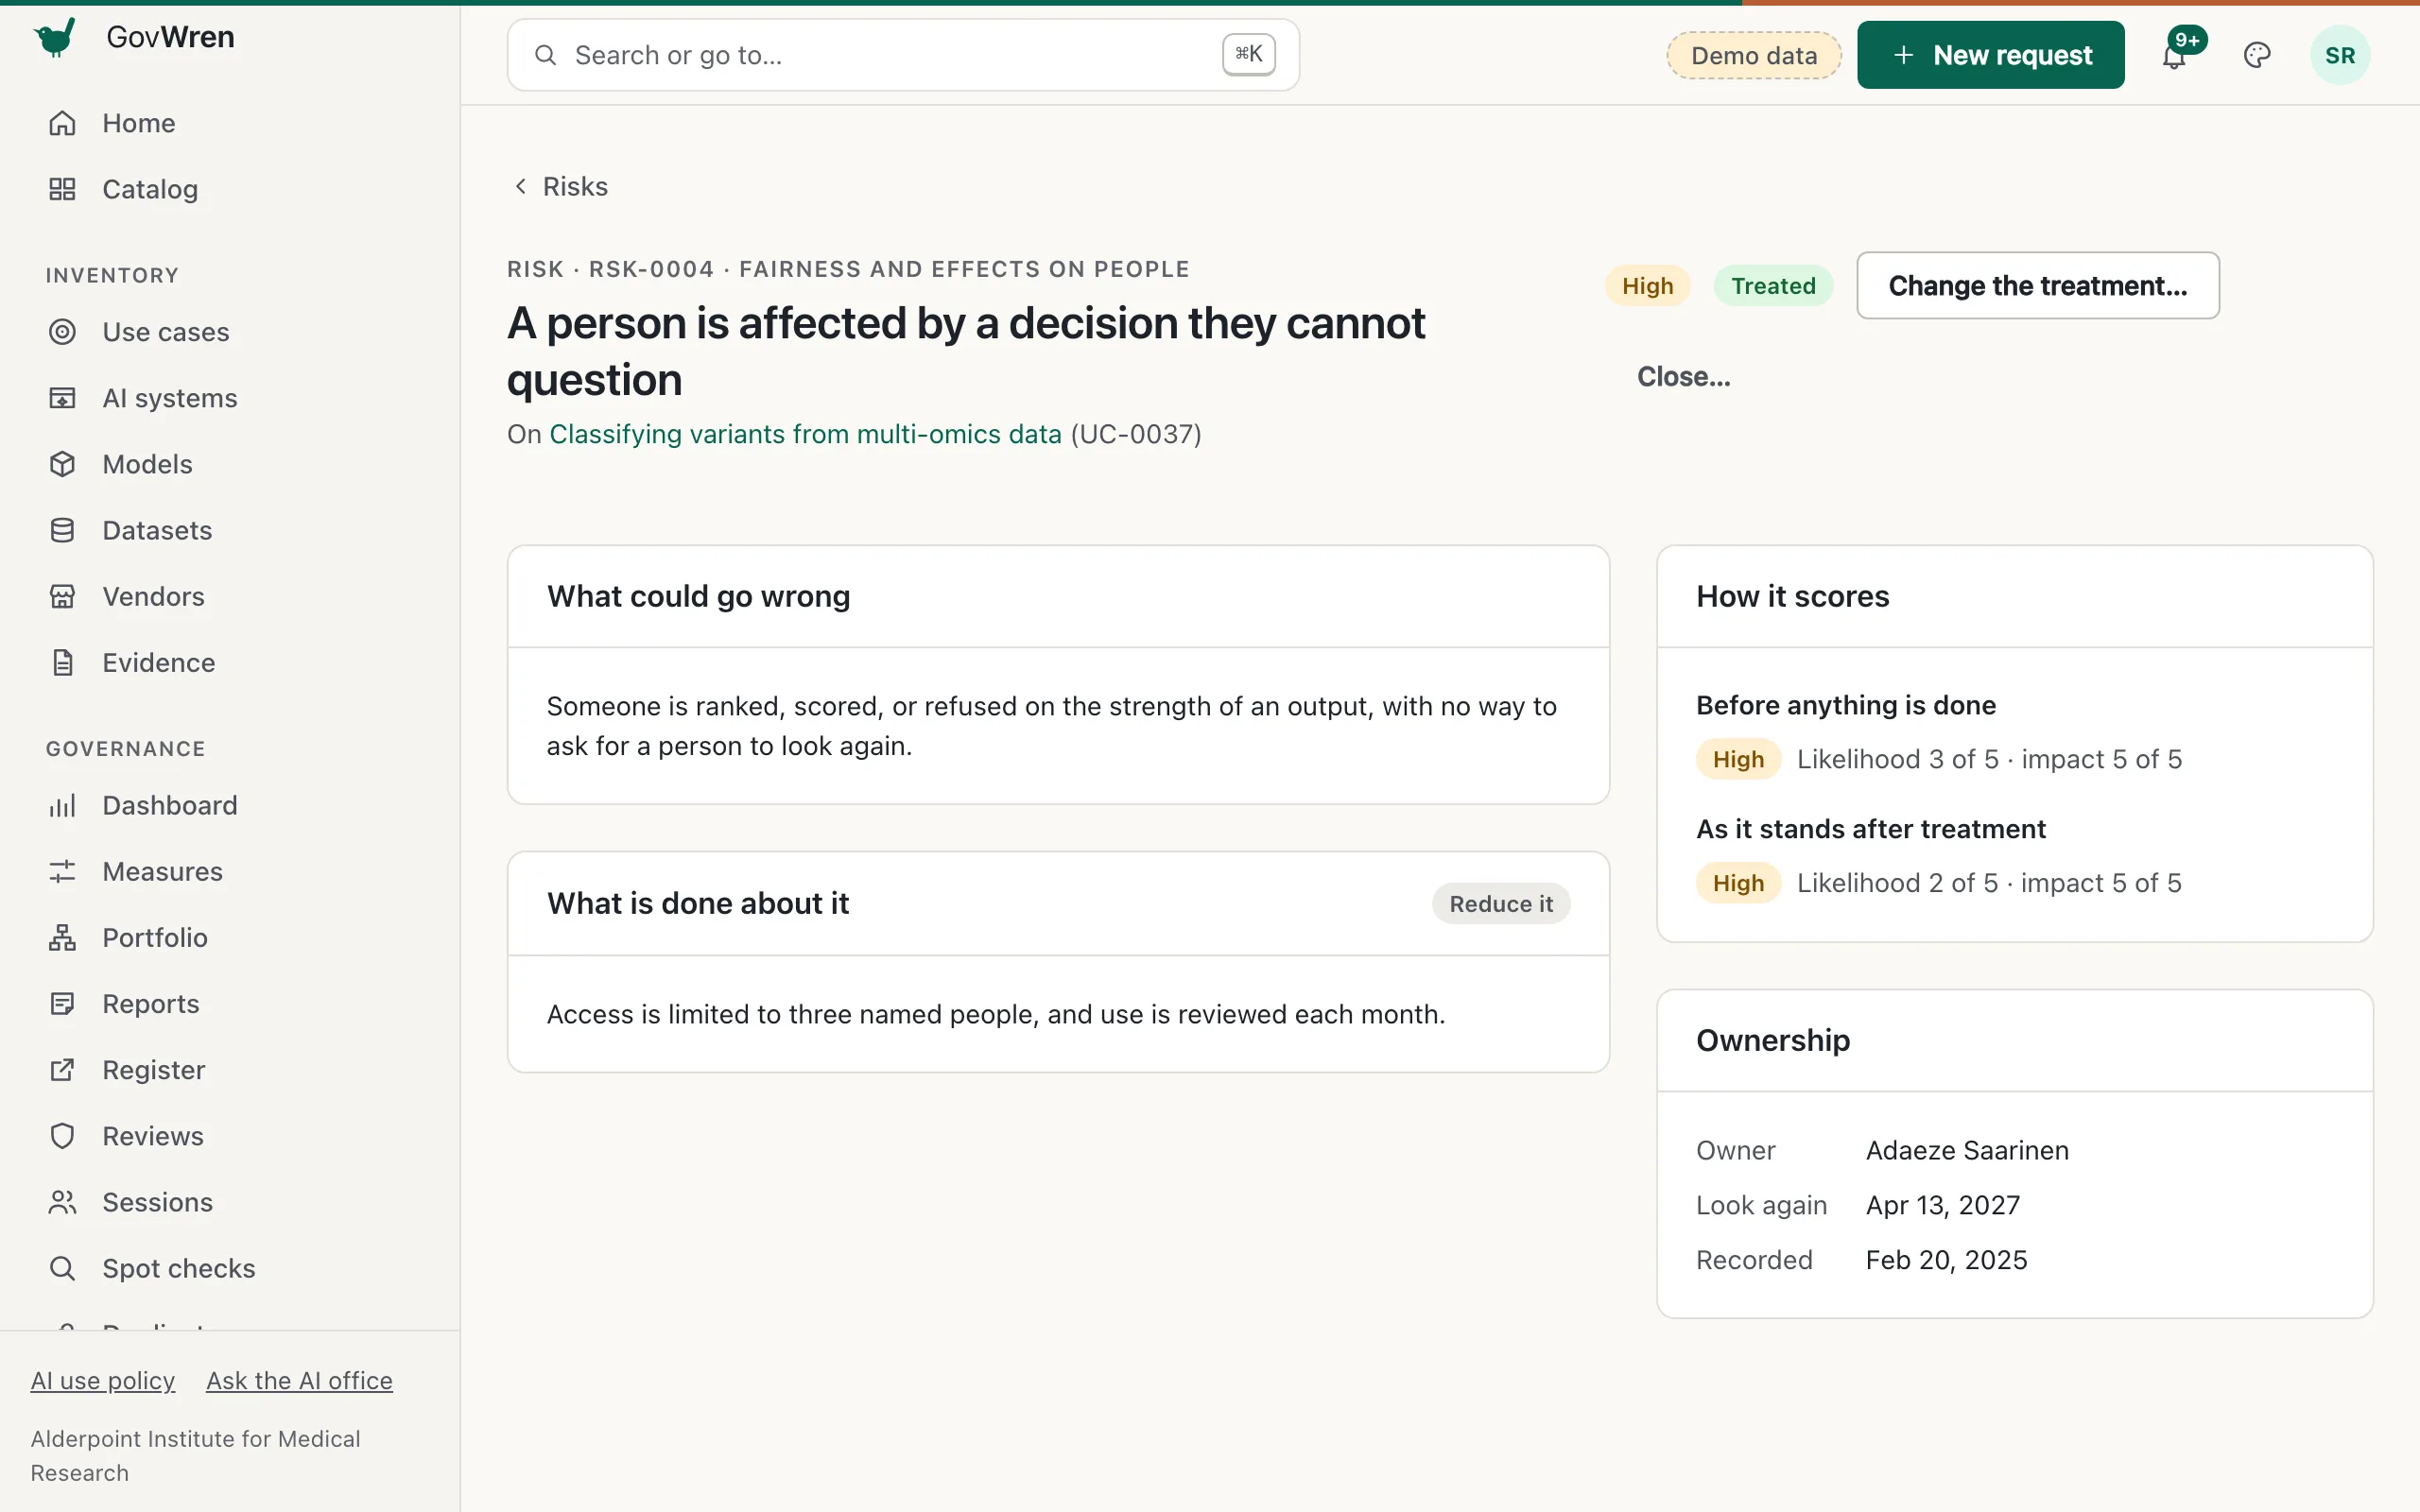 GovWren
Search or go to...
⌘K
Demo data
+ New request
9+
SR
Home
Catalog
INVENTORY
Use cases
AI systems
Models
Datasets
Vendors
Evidence
GOVERNANCE
Dashboard
Measures
Portfolio
Reports
Register
Reviews
Sessions
Spot checks
AI use policy
Ask the AI office
Alderpoint Institute for Medical
Research
Risks
RISK · RSK-0004 · FAIRNESS AND EFFECTS ON PEOPLE
A person is affected by a decision they cannot
question
On Classifying variants from multi-omics data (UC-0037)
High
Treated
Change the treatment...
Close...
What could go wrong
Someone is ranked, scored, or refused on the strength of an output, with no way to
ask for a person to look again.
What is done about it
Reduce it
Access is limited to three named people, and use is reviewed each month.
How it scores
Before anything is done
High Likelihood 3 of 5 · impact 5 of 5
As it stands after treatment
High Likelihood 2 of 5 · impact 5 of 5
Ownership
Owner Adaeze Saarinen
Look again Apr 13, 2027
Recorded Feb 20, 2025